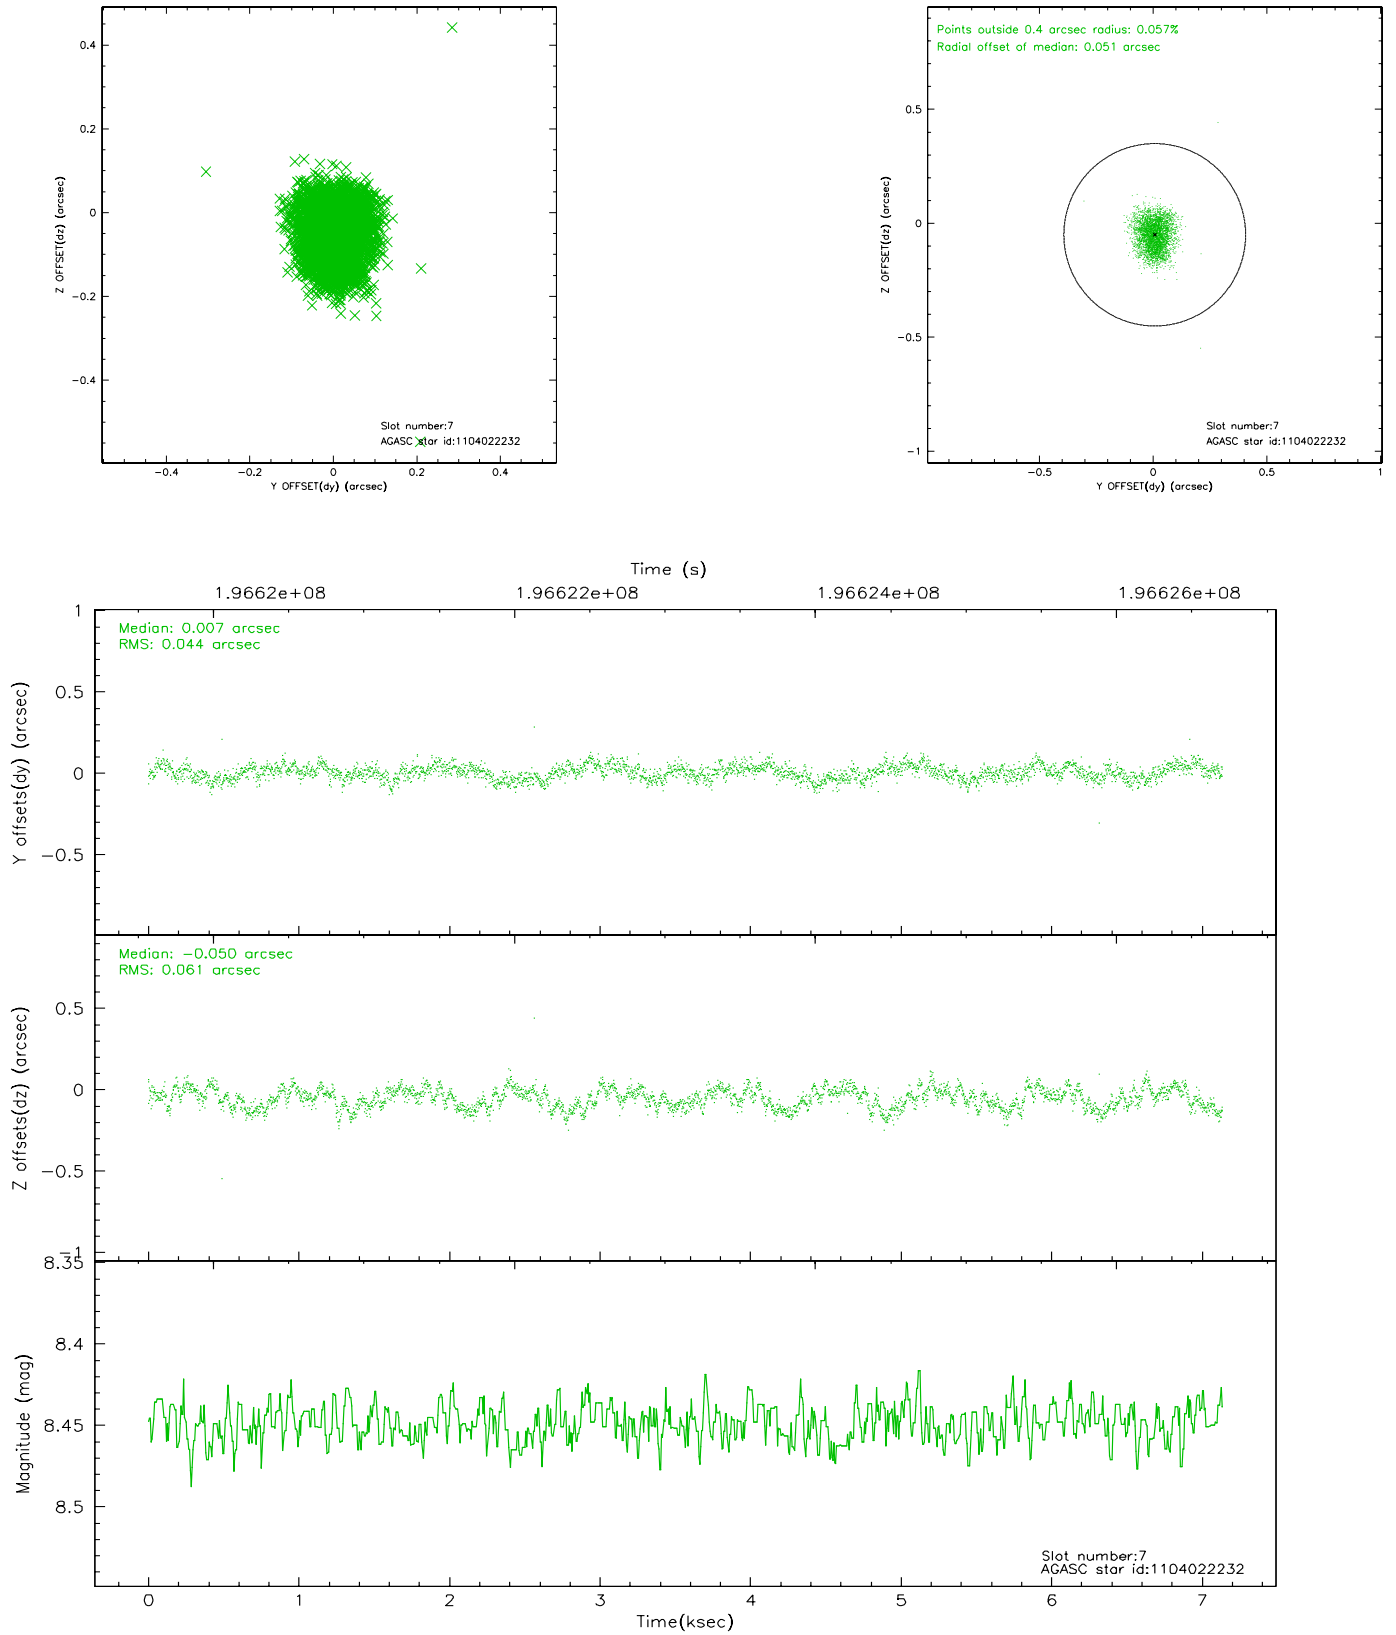 0.4
0.2
0
−0.2
−0.4
Z OFFSET(dz) (arcsec)
Slot number:7
AGASC star id:1104022232
−0.4 −0.2 0 0.2 0.4
Y OFFSET(dy) (arcsec)
Points outside 0.4 arcsec radius: 0.057%
Radial offset of median: 0.051 arcsec
0.5
0
−0.5
−1
Z OFFSET(dz) (arcsec)
Slot number:7
AGASC star id:1104022232
−0.5 0 0.5 1
Y OFFSET(dy) (arcsec)
Time (s)
1.9662e+08 1.96622e+08 1.96624e+08 1.96626e+08
Median: 0.007 arcsec
RMS: 0.044 arcsec
1
0.5
0
−0.5
Y offsets(dy) (arcsec)
Median: −0.050 arcsec
RMS: 0.061 arcsec
0.5
0
−0.5
−1
Z offsets(dz) (arcsec)
8.35
8.4
8.45
8.5
Magnitude (mag)
Slot number:7
AGASC star id:1104022232
0 1 2 3 4 5 6 7
Time(ksec)